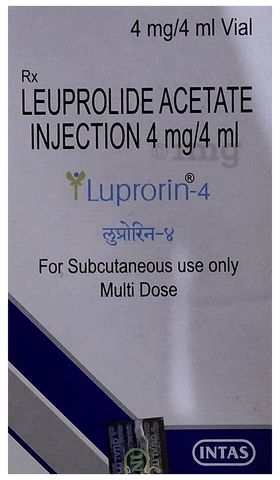 4 mg/4 ml Vial
Rx
LEUPROLIDE ACETATE
INJECTION 4 mg/4 ml
Luprorin®-4
लुप्रोरिन-४
For Subcutaneous use only
Multi Dose
INTAS